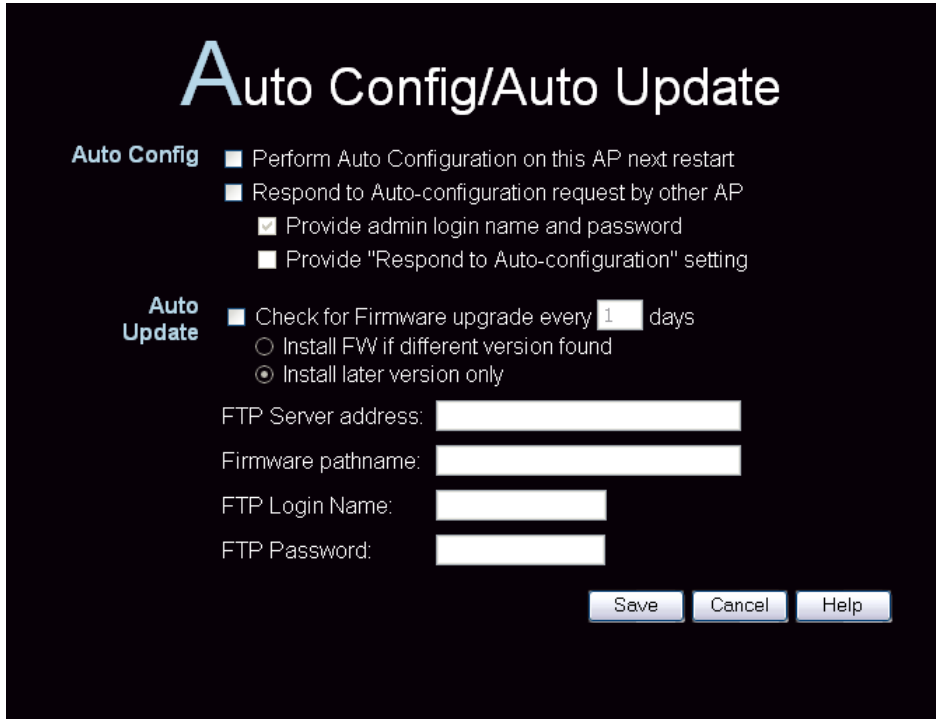 Auto Config/Auto Update
Auto Config
Perform Auto Configuration on this AP next restart
Respond to Auto-configuration request by other AP
Provide admin login name and password
Provide "Respond to Auto-configuration" setting
Auto
Update
Check for Firmware upgrade every 1 days
Install FW if different version found
Install later version only
FTP Server address:
Firmware pathname:
FTP Login Name:
FTP Password:
Save Cancel Help